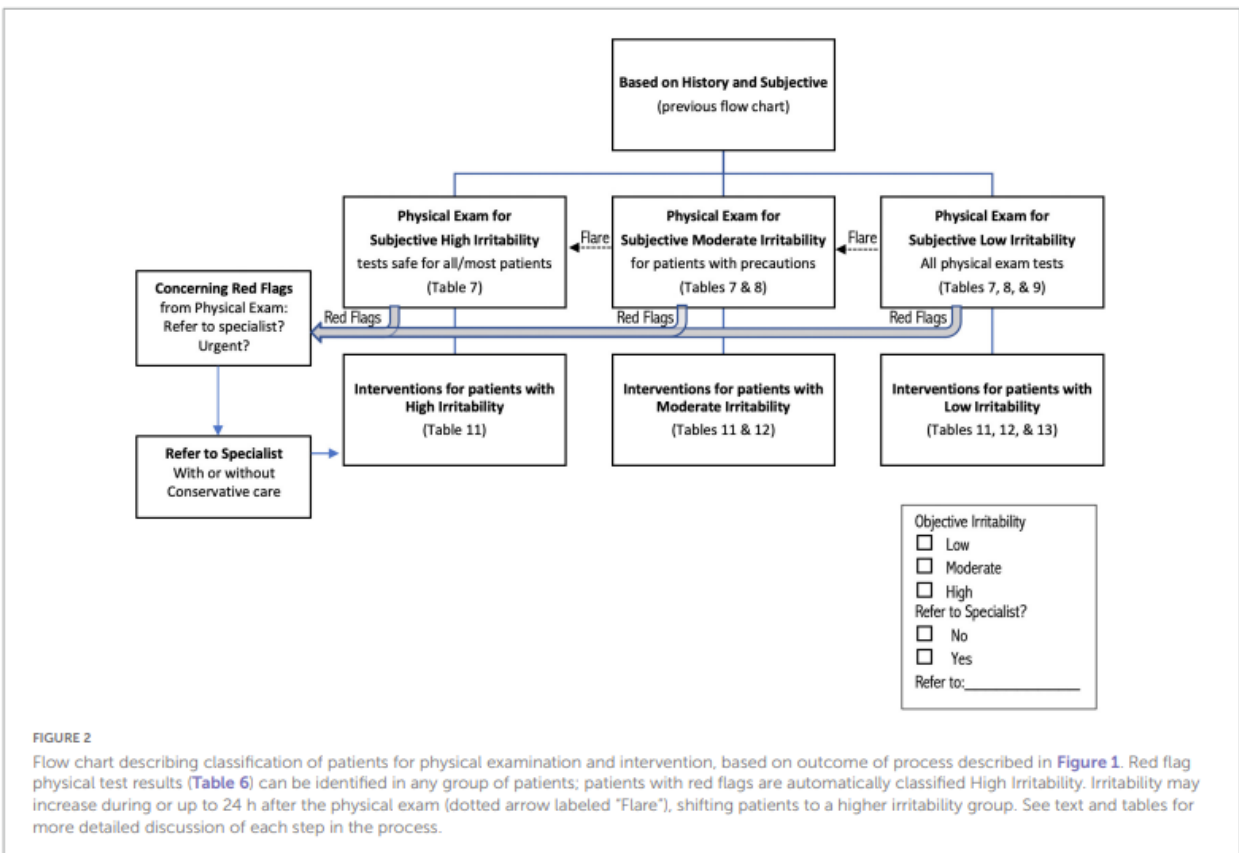 Based on History and Subjective
(previous flow chart)
Physical Exam for
Subjective High Irritability
tests safe for all/most patients
(Table 7)
Flare
Physical Exam for
Subjective Moderate Irritability
for patients with precautions
(Tables 7 & 8)
Flare
Physical Exam for
Subjective Low Irritability
All physical exam tests
(Tables 7, 8, & 9)
Concerning Red Flags
from Physical Exam:
Refer to specialist?
Urgent?
Red Flags
Red Flags
Red Flags
Interventions for patients with
High Irritability
(Table 11)
Interventions for patients with
Moderate Irritability
(Tables 11 & 12)
Interventions for patients with
Low Irritability
(Tables 11, 12, & 13)
Refer to Specialist
With or without
Conservative care
Objective Irritability
Low
Moderate
High
Refer to Specialist?
No
Yes
Refer to:_______________
FIGURE 2
Flow chart describing classification of patients for physical examination and intervention, based on outcome of process described in Figure 1. Red flag
physical test results (Table 6) can be identified in any group of patients; patients with red flags are automatically classified High Irritability. Irritability may
increase during or up to 24 h after the physical exam (dotted arrow labeled "Flare"), shifting patients to a higher irritability group. See text and tables for
more detailed discussion of each step in the process.